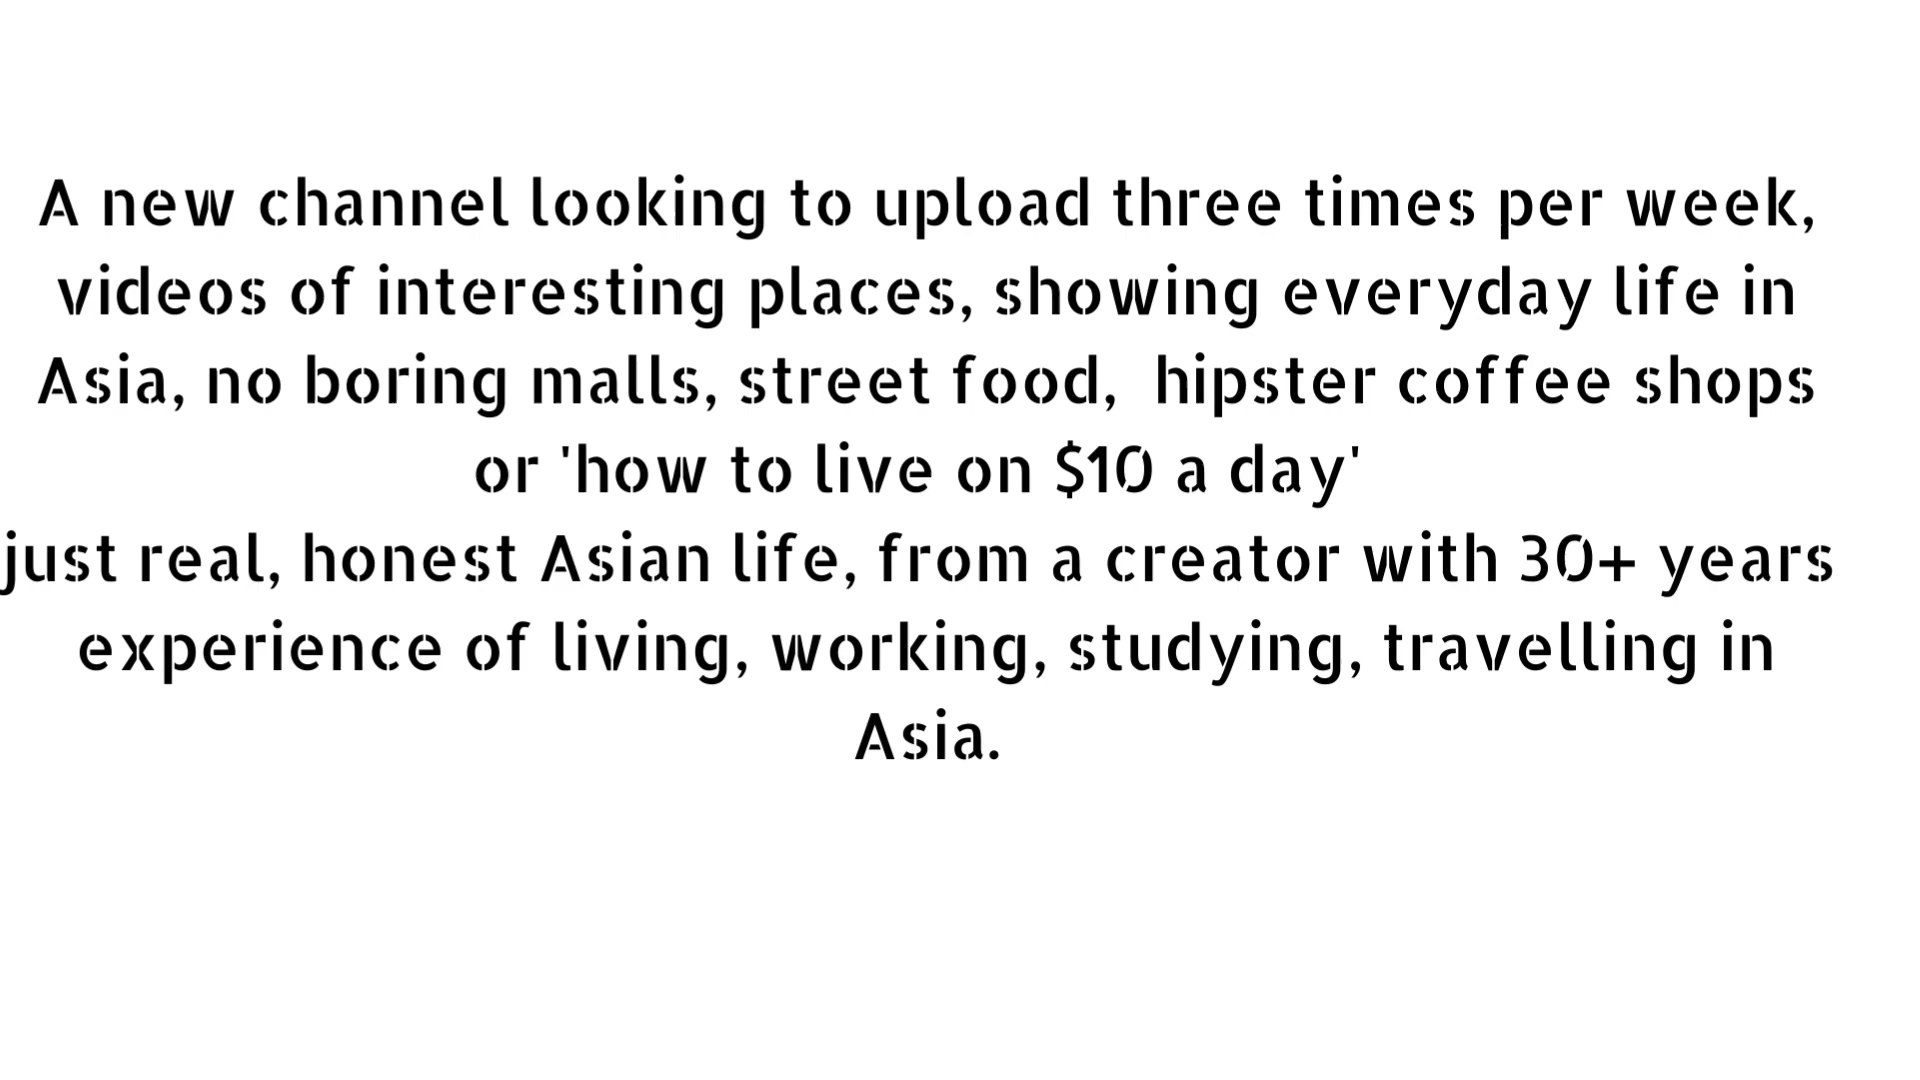 A new channel looking to upload three times per week,
videos of interesting places, showing everyday life in
Asia, no boring malls, street food,  hipster coffee shops
or 'how to live on $10 a day'
just real, honest Asian life, from a creator with 30+ years
experience of living, working, studying, travelling in
Asia.